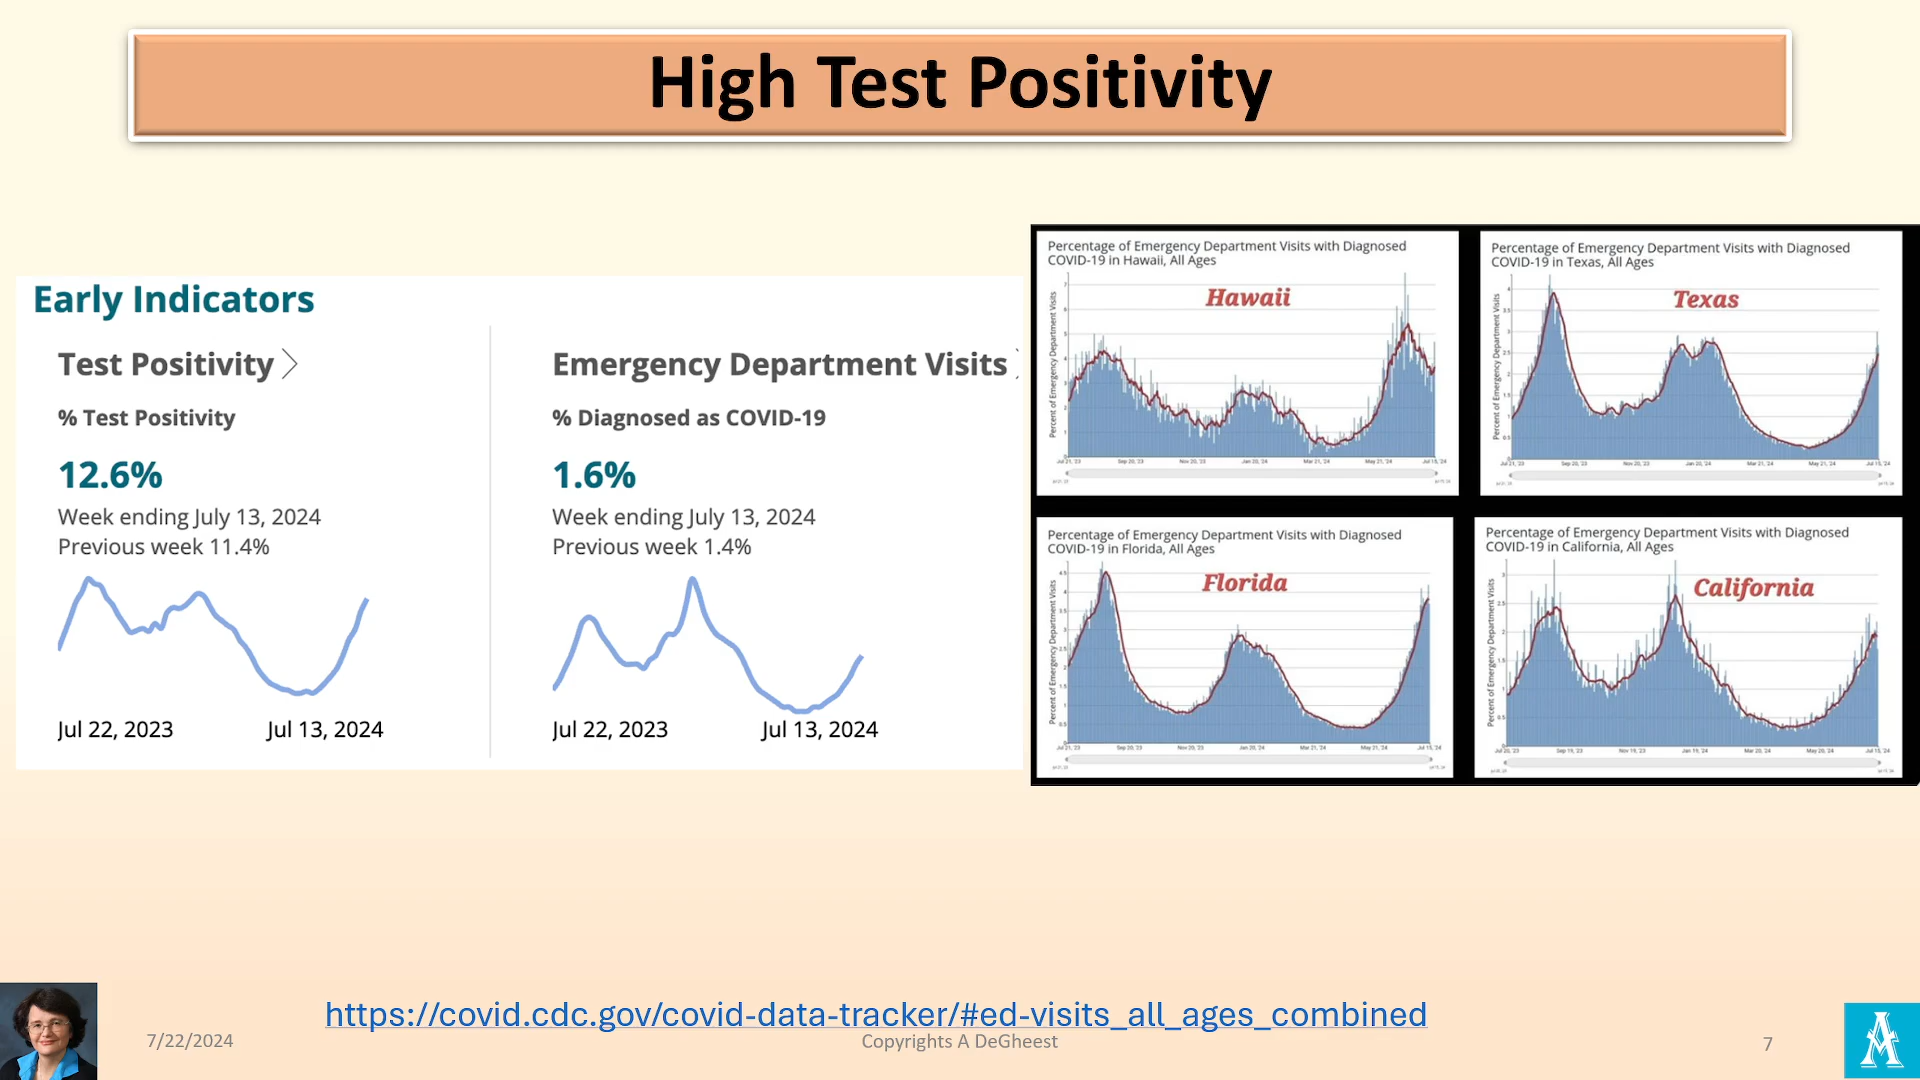 High Test Positivity
Early Indicators
Test Positivity
% Test Positivity
12.6%
Week ending July 13, 2024
Previous week 11.4%
Jul 22, 2023
Jul 13, 2024
Emergency Department Visits
% Diagnosed as COVID-19
1.6%
Week ending July 13, 2024
Previous week 1.4%
Jul 22, 2023
Jul 13, 2024
Percentage of Emergency Department Visits with Diagnosed
COVID-19 in Hawaii, All Ages
Hawaii
Percent of Emergency Department Visits
Percentage of Emergency Department Visits with Diagnosed
COVID-19 in Texas, All Ages
Texas
Percent of Emergency Department Visits
Percentage of Emergency Department Visits with Diagnosed
COVID-19 in Florida, All Ages
Florida
Percent of Emergency Department Visits
Percentage of Emergency Department Visits with Diagnosed
COVID-19 in California, All Ages
California
Percent of Emergency Department Visits
https://covid.cdc.gov/covid-data-tracker/#ed-visits_all_ages_combined
7/22/2024
Copyrights A DeGheest
7
A